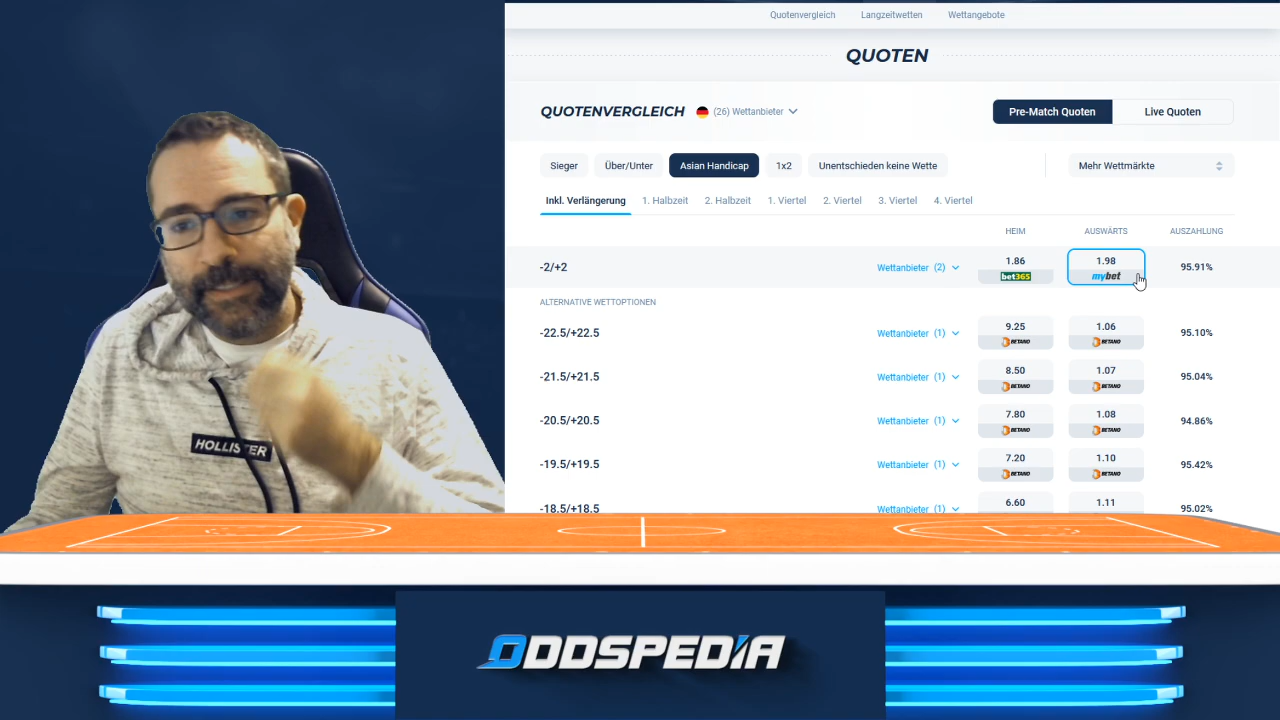 Quotenvergleich Langzeitwetten Wettangebote
QUOTEN
QUOTENVERGLEICH (26) Wettanbieter Pre-Match Quoten Live Quoten
Sieger Über/Unter Asian Handicap 1x2 Unentschieden keine Wette Mehr Wettmärkte
Inkl. Verlängerung 1. Halbzeit 2. Halbzeit 1. Viertel 2. Viertel 3. Viertel 4. Viertel
HEIM AUSWÄRTS AUSZAHLUNG
-2/+2 Wettanbieter (2) 1.86 1.98 95.91%
bet365 mybet
ALTERNATIVE WETTOPTIONEN
-22.5/+22.5 Wettanbieter (1) 9.25 1.06 95.10%
BETANO BETANO
-21.5/+21.5 Wettanbieter (1) 8.50 1.07 95.04%
BETANO BETANO
-20.5/+20.5 Wettanbieter (1) 7.80 1.08 94.86%
BETANO BETANO
-19.5/+19.5 Wettanbieter (1) 7.20 1.10 95.42%
BETANO BETANO
-18.5/+18.5 Wettanbieter (1) 6.60 1.11 95.02%
HOLLISTER
ODDSPEDIA